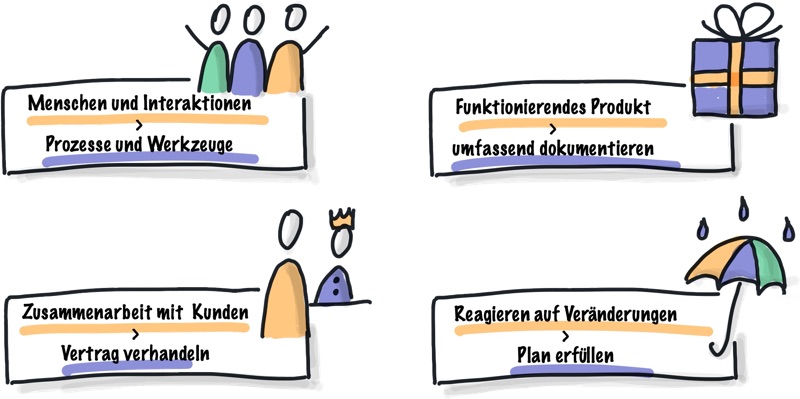 Menschen und Interaktionen
>
Prozesse und Werkzeuge
Funktionierendes Produkt
>
umfassend dokumentieren
Zusammenarbeit mit Kunden
>
Vertrag verhandeln
Reagieren auf Veränderungen
>
Plan erfüllen